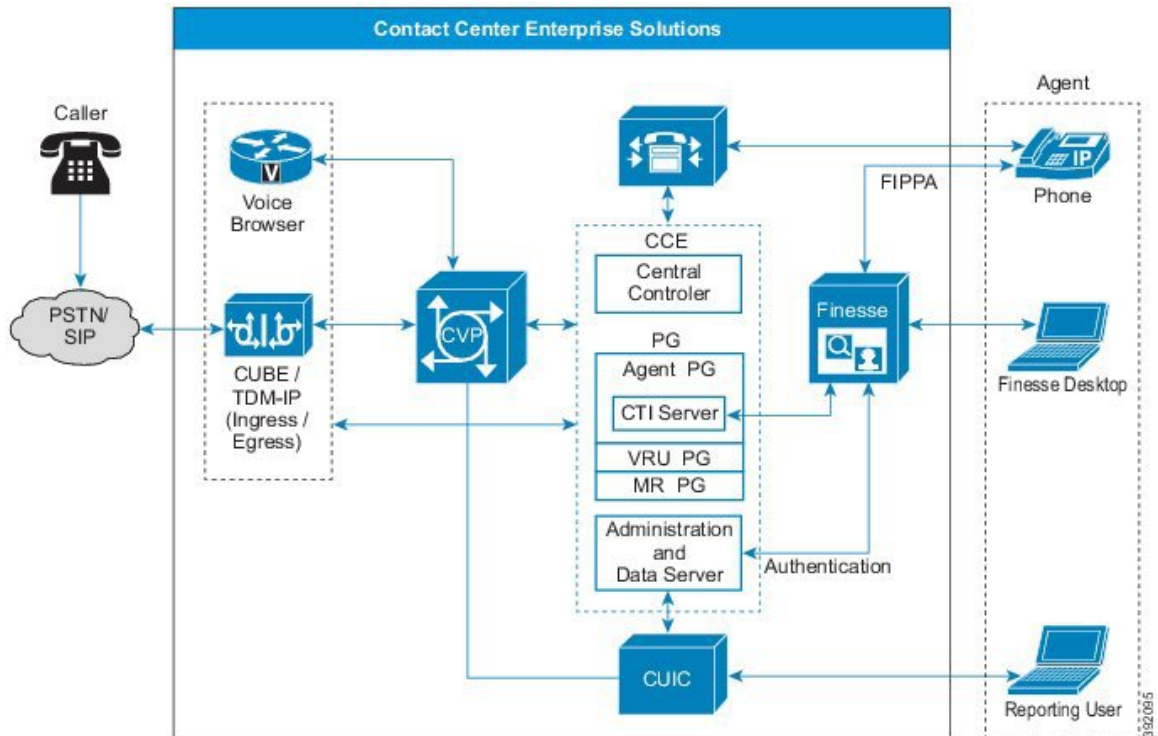 Contact Center Enterprise Solutions
Caller
PSTN/
SIP
V
Voice
Browser
CUBE /
TDM-IP
(Ingress /
Egress)
CVP
CCE
Central
Controler
PG
Agent PG
CTI Server
VRU PG
MR PG
Administration
and
Data Server
CUIC
FIPPA
Finesse
Authentication
Agent
IP
Phone
Finesse Desktop
Reporting User
392095